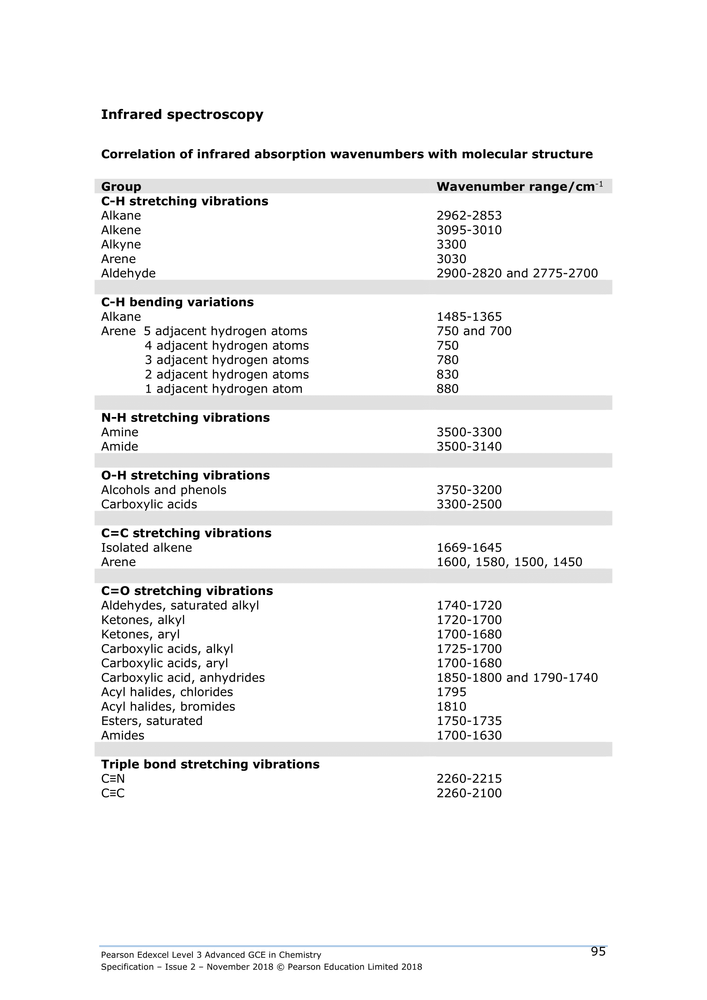 Infrared spectroscopy
Correlation of infrared absorption wavenumbers with molecular structure
Group Wavenumber range/cm⁻¹
C-H stretching vibrations
Alkane 2962-2853
Alkene 3095-3010
Alkyne 3300
Arene 3030
Aldehyde 2900-2820 and 2775-2700
C-H bending variations
Alkane 1485-1365
Arene 5 adjacent hydrogen atoms 750 and 700
4 adjacent hydrogen atoms 750
3 adjacent hydrogen atoms 780
2 adjacent hydrogen atoms 830
1 adjacent hydrogen atom 880
N-H stretching vibrations
Amine 3500-3300
Amide 3500-3140
O-H stretching vibrations
Alcohols and phenols 3750-3200
Carboxylic acids 3300-2500
C=C stretching vibrations
Isolated alkene 1669-1645
Arene 1600, 1580, 1500, 1450
C=O stretching vibrations
Aldehydes, saturated alkyl 1740-1720
Ketones, alkyl 1720-1700
Ketones, aryl 1700-1680
Carboxylic acids, alkyl 1725-1700
Carboxylic acids, aryl 1700-1680
Carboxylic acid, anhydrides 1850-1800 and 1790-1740
Acyl halides, chlorides 1795
Acyl halides, bromides 1810
Esters, saturated 1750-1735
Amides 1700-1630
Triple bond stretching vibrations
C≡N 2260-2215
C≡C 2260-2100
95
Pearson Edexcel Level 3 Advanced GCE in Chemistry
Specification – Issue 2 – November 2018 © Pearson Education Limited 2018